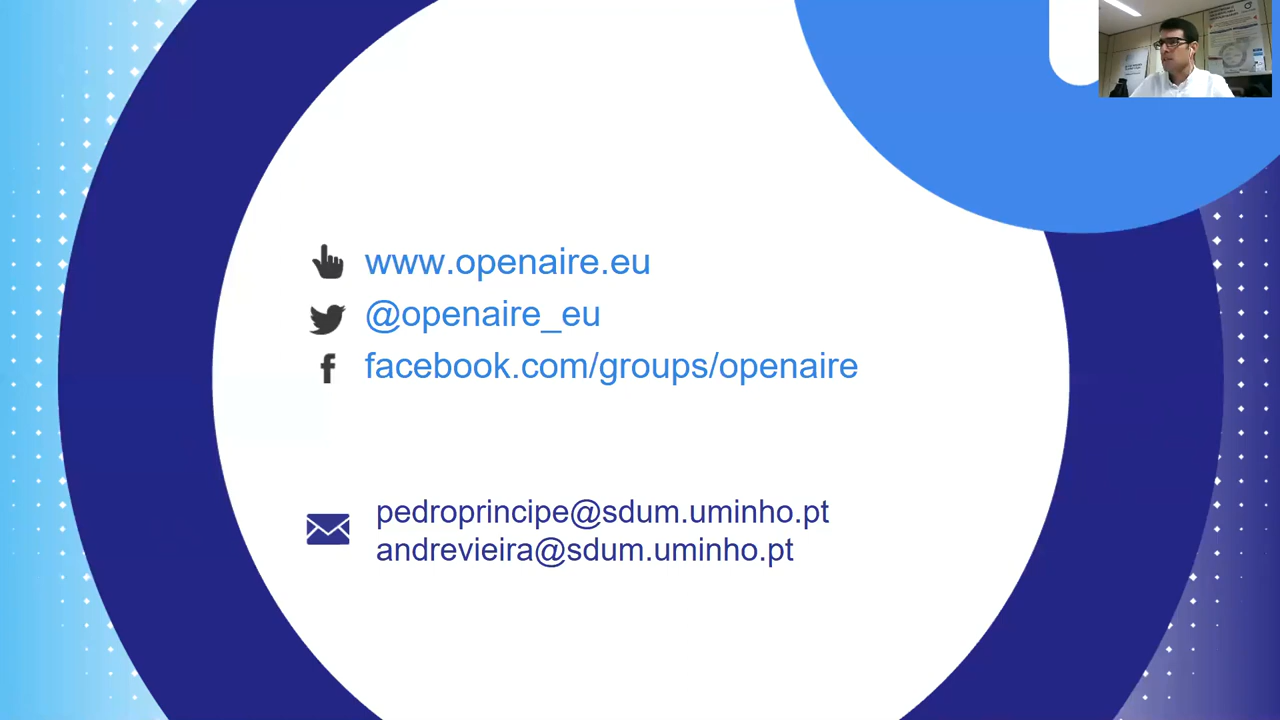 www.openaire.eu
@openaire_eu
facebook.com/groups/openaire
pedroprincipe@sdum.uminho.pt
andrevieira@sdum.uminho.pt